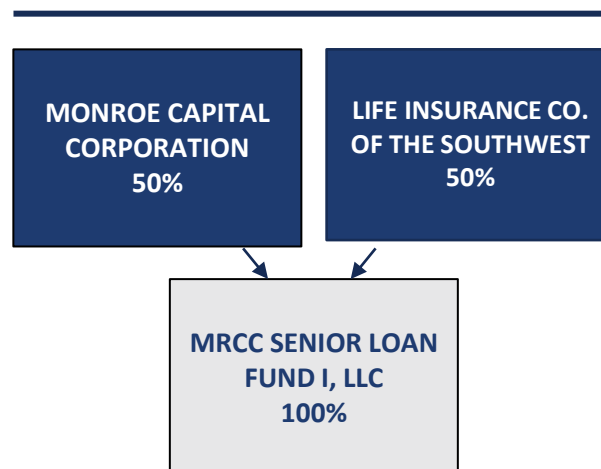 MONROE CAPITAL
CORPORATION
50%
LIFE INSURANCE CO.
OF THE SOUTHWEST
50%
MRCC SENIOR LOAN
FUND I, LLC
100%